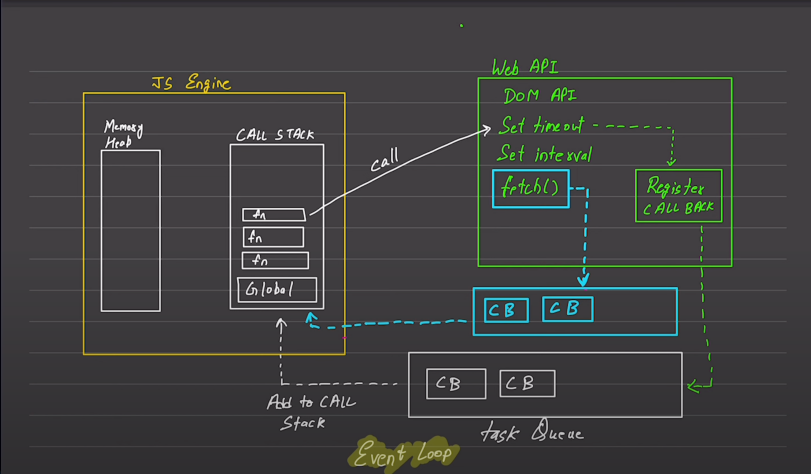 Web API
JS Engine
DOM API
Memory
Heap
CALL STACK
Set timeout
call
Set interval
fetch()
Register
CALL BACK
fn
fn
fn
Global
CB
CB
CB
CB
Add to CALL
Stack
task Queue
Event Loop